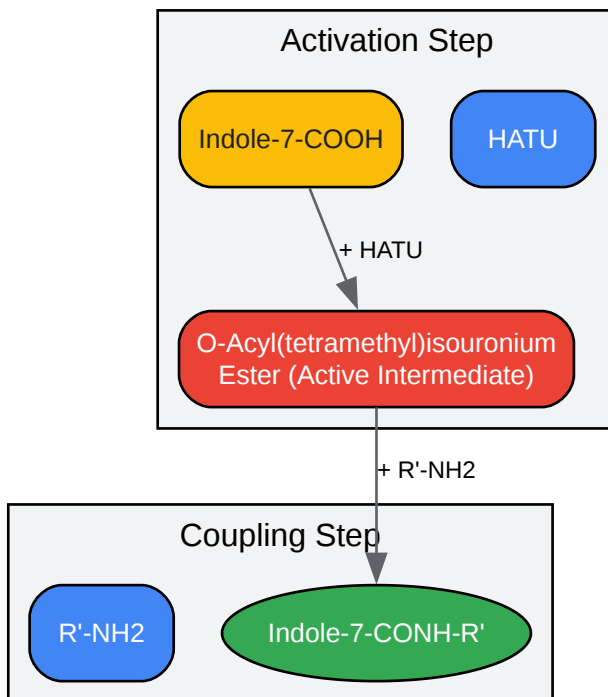 Activation Step
Indole-7-COOH
HATU
+ HATU
O-Acyl(tetramethyl)isouronium
Ester (Active Intermediate)
+ R'-NH2
Coupling Step
R'-NH2
Indole-7-CONH-R'